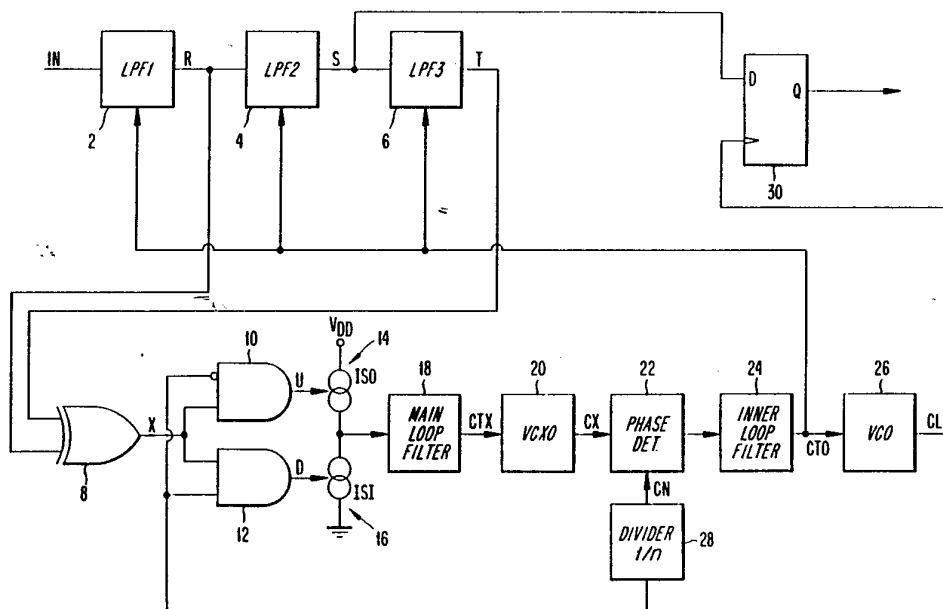 IN
LPF1
R
LPF2
S
LPF3
T
D
Q
2
4
6
30
VDD
10
14
U
ISO
18
20
22
24
26
X
MAIN
LOOP
FILTER
CTX
VCXO
CX
PHASE
DET.
INNER
LOOP
FILTER
CTO
VCO
CL
8
D
ISI
CN
12
16
DIVIDER
1/n
28